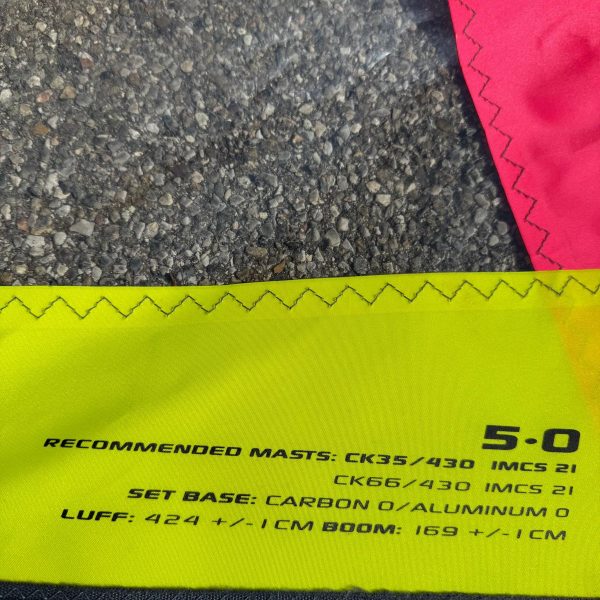 5·0
RECOMMENDED MASTS: CK35/430 IMCS 21
CK66/430 IMCS 21
SET BASE: CARBON 0/ALUMINUM 0
LUFF: 424 +/-1CM BOOM: 169 +/-1CM